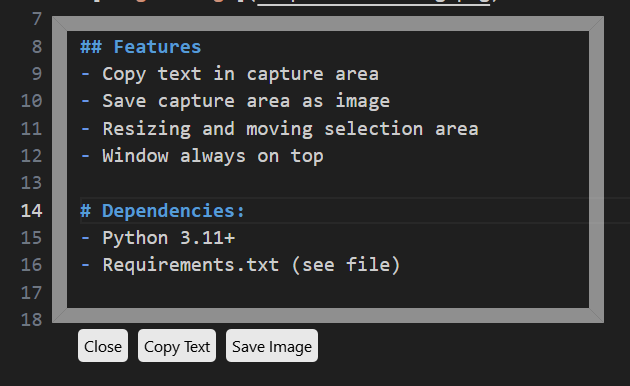 7
8 ## Features
9 - Copy text in capture area
10 - Save capture area as image
11 - Resizing and moving selection area
12 - Window always on top
13
14 # Dependencies:
15 - Python 3.11+
16 - Requirements.txt (see file)
17
18
Close Copy Text Save Image